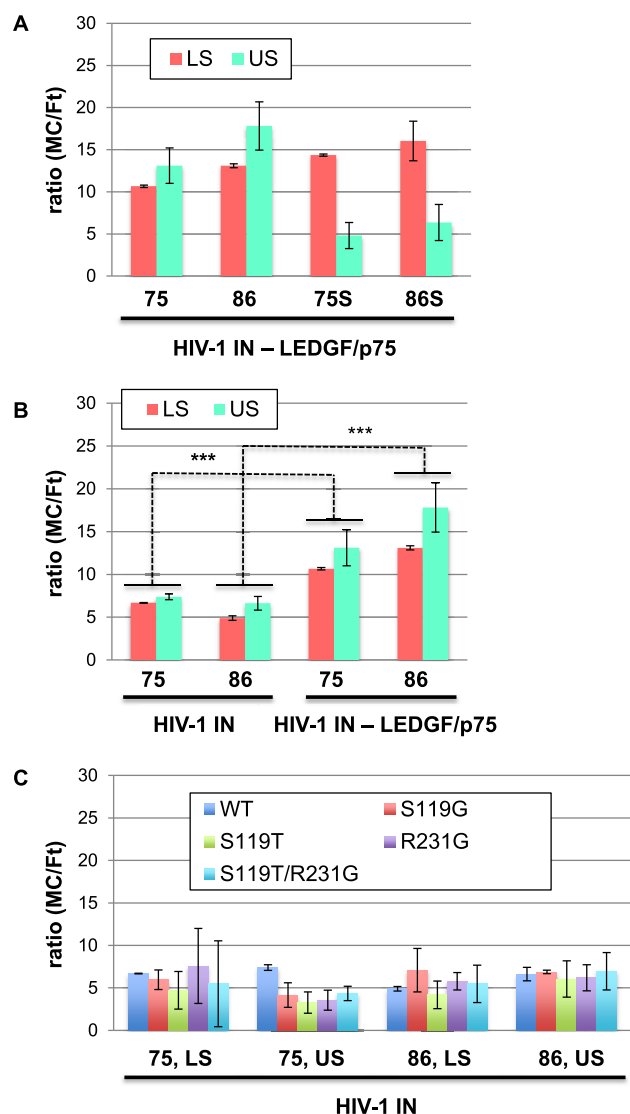 A
LS US
ratio (MC/Ft)
30
25
20
15
10
5
0
75 86 75S 86S
HIV-1 IN – LEDGF/p75
B
LS US
ratio (MC/Ft)
30
25
20
15
10
5
0
*** ***
75 86 75 86
HIV-1 IN HIV-1 IN – LEDGF/p75
C
WT S119G
S119T R231G
S119T/R231G
ratio (MC/Ft)
30
25
20
15
10
5
0
75, LS 75, US 86, LS 86, US
HIV-1 IN